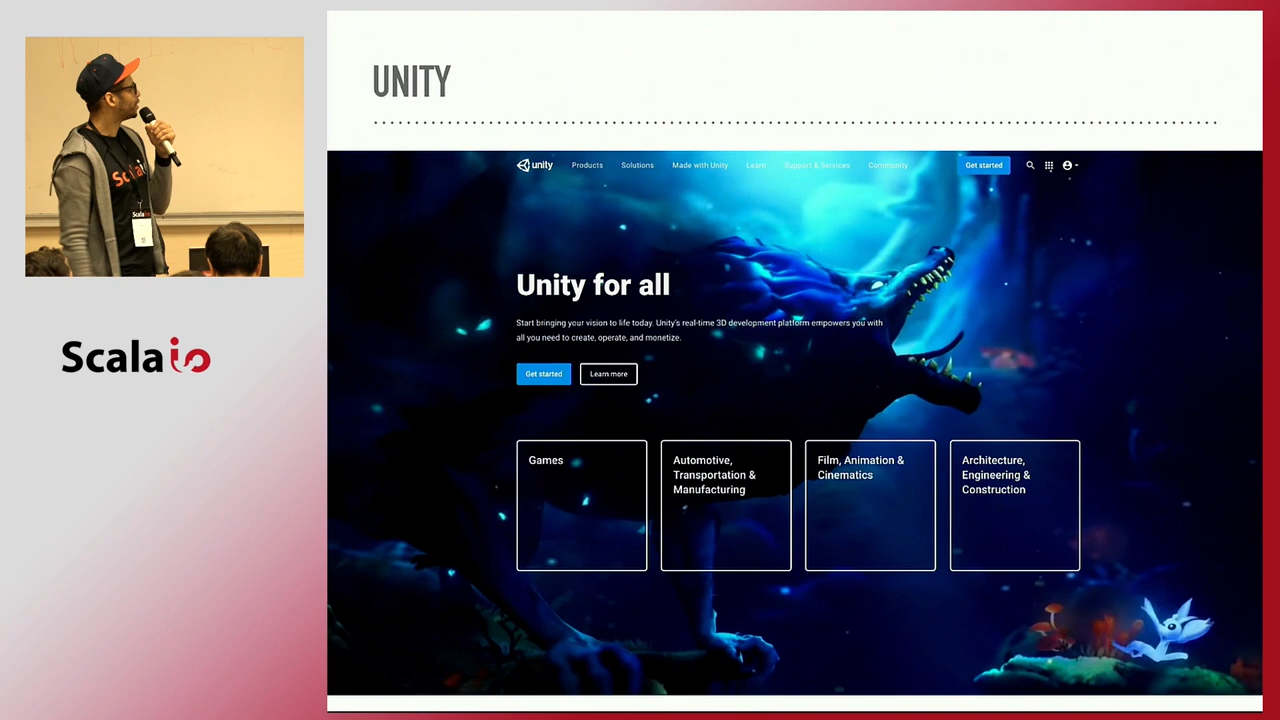 UNITY
unity Products Solutions Made with Unity Learn Support & Services Community Get started
Unity for all
Start bringing your vision to life today. Unity's real-time 3D development platform empowers you with
all you need to create, operate, and monetize.
Get started Learn more
Games
Automotive,
Transportation &
Manufacturing
Film, Animation &
Cinematics
Architecture,
Engineering &
Construction
Scala io